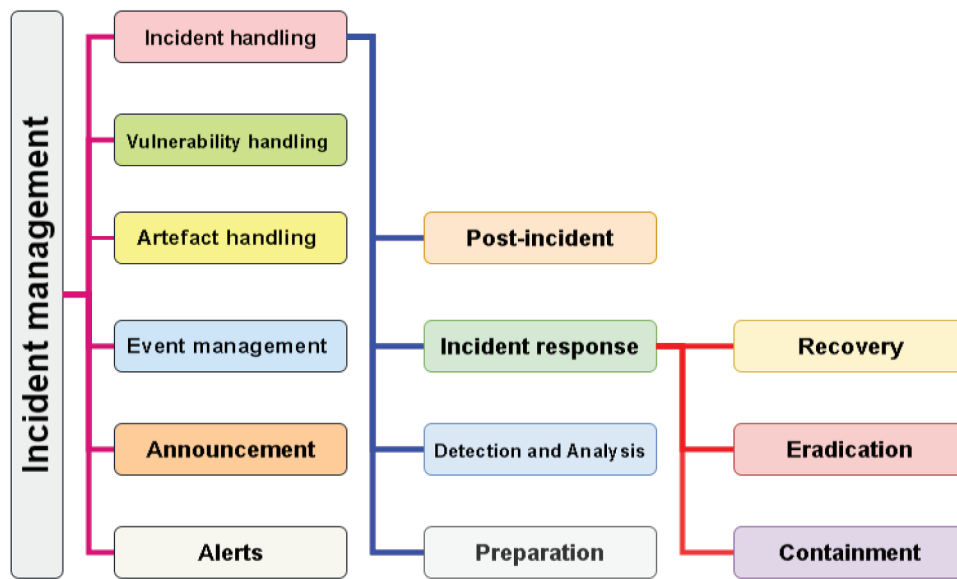 Incident management
Incident handling
Vulnerability handling
Artefact handling
Event management
Announcement
Alerts
Post-incident
Incident response
Detection and Analysis
Preparation
Recovery
Eradication
Containment